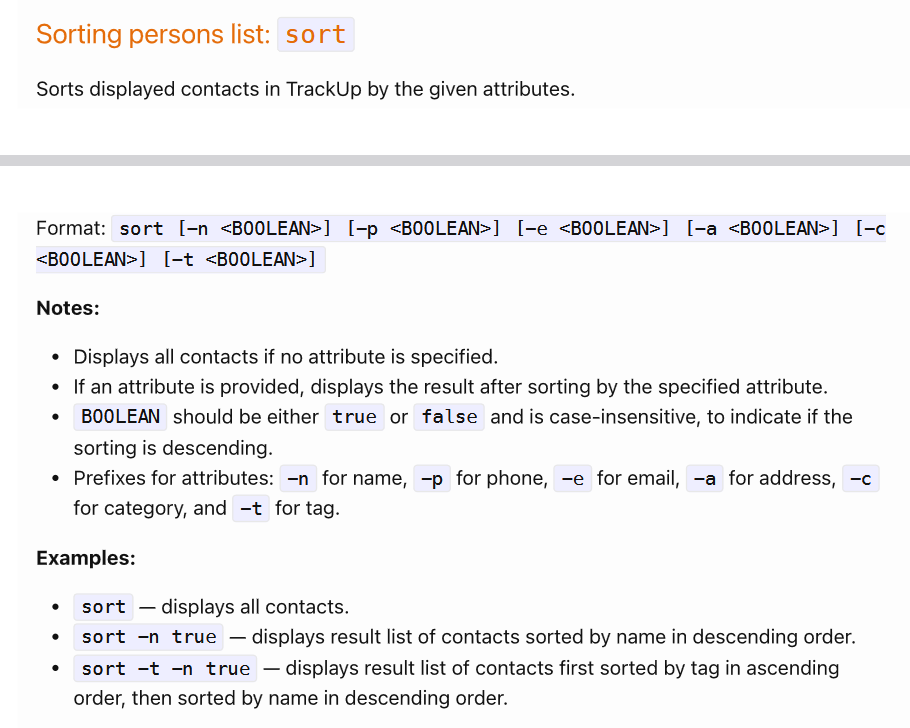 Sorting persons list: sort
Sorts displayed contacts in TrackUp by the given attributes.
Format: sort [-n <BOOLEAN>] [-p <BOOLEAN>] [-e <BOOLEAN>] [-a <BOOLEAN>] [-c
<BOOLEAN>] [-t <BOOLEAN>]
Notes:
• Displays all contacts if no attribute is specified.
• If an attribute is provided, displays the result after sorting by the specified attribute.
• BOOLEAN should be either true or false and is case-insensitive, to indicate if the
sorting is descending.
• Prefixes for attributes: -n for name, -p for phone, -e for email, -a for address, -c
for category, and -t for tag.
Examples:
• sort — displays all contacts.
• sort -n true — displays result list of contacts sorted by name in descending order.
• sort -t -n true — displays result list of contacts first sorted by tag in ascending
order, then sorted by name in descending order.